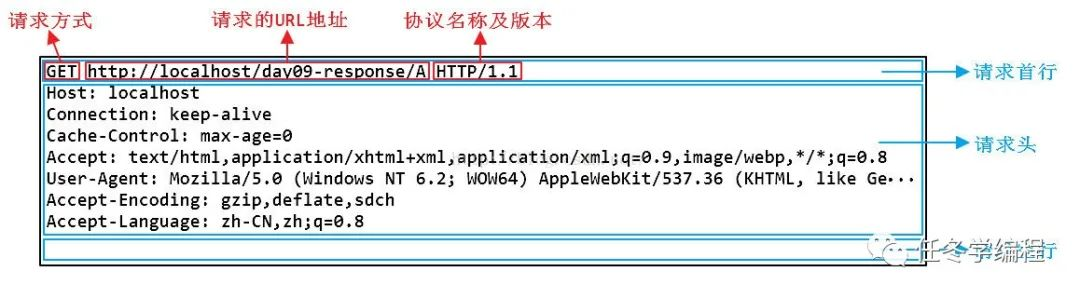 请求方式 请求的URL地址 协议名称及版本
GET http://localhost/day09-response/A HTTP/1.1 请求首行
Host: localhost
Connection: keep-alive
Cache-Control: max-age=0
Accept: text/html,application/xhtml+xml,application/xml;q=0.9,image/webp,*/*;q=0.8 请求头
User-Agent: Mozilla/5.0 (Windows NT 6.2; WOW64) AppleWebKit/537.36 (KHTML, like Ge···
Accept-Encoding: gzip,deflate,sdch
Accept-Language: zh-CN,zh;q=0.8
任冬学编程